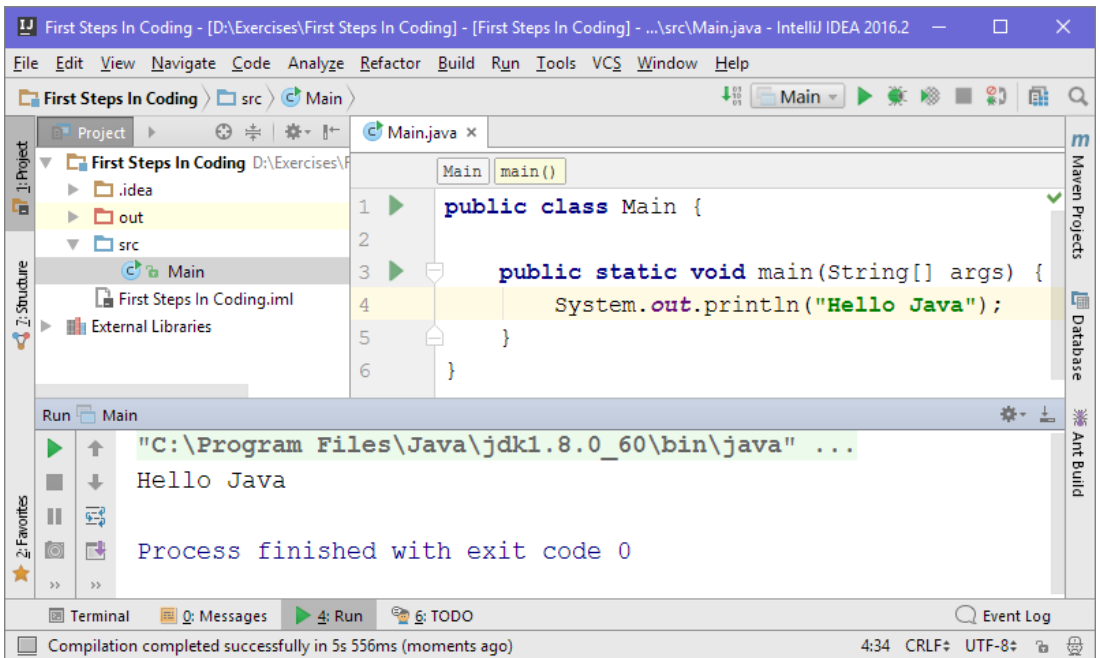 First Steps In Coding - [D:\Exercises\First Steps In Coding] - [First Steps In Coding] - ...\src\Main.java - IntelliJ IDEA 2016.2
File Edit View Navigate Code Analyze Refactor Build Run Tools VCS Window Help
First Steps In Coding src Main Main
Project Main.java
First Steps In Coding D:\Exercises\F
.idea
out
src
Main
First Steps In Coding.iml
External Libraries
Main main()
1 public class Main {
2
3 public static void main(String[] args) {
4 System.out.println("Hello Java");
5 }
6 }
1: Project
7: Structure
2: Favorites
Maven Projects
Database
Ant Build
Run Main
"C:\Program Files\Java\jdk1.8.0_60\bin\java" ...
Hello Java
Process finished with exit code 0
Terminal 0: Messages 4: Run 6: TODO Event Log
Compilation completed successfully in 5s 556ms (moments ago) 4:34 CRLF UTF-8